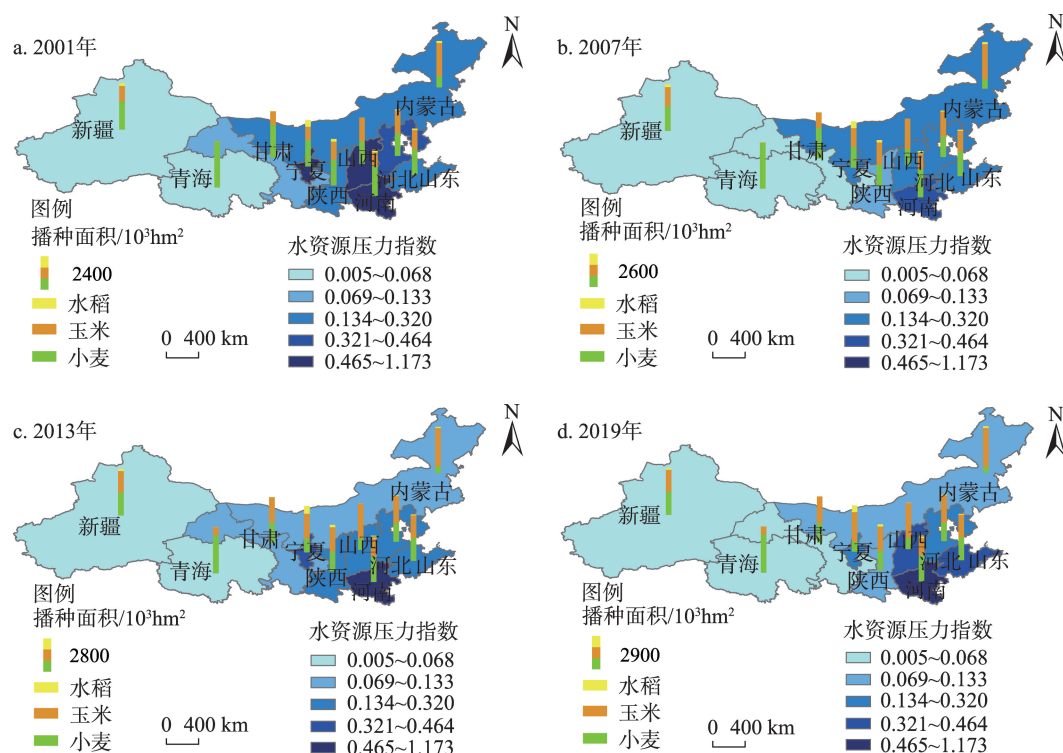 a. 2001年
N
新疆
青海
甘肃
宁夏
陕西
山西
内蒙古
河北
山东
河南
图例
播种面积/10³hm²
2400
水稻
玉米
小麦
0 400 km
水资源压力指数
0.005~0.068
0.069~0.133
0.134~0.320
0.321~0.464
0.465~1.173
b. 2007年
N
新疆
青海
甘肃
宁夏
陕西
山西
内蒙古
河北
山东
河南
图例
播种面积/10³hm²
2600
水稻
玉米
小麦
0 400 km
水资源压力指数
0.005~0.068
0.069~0.133
0.134~0.320
0.321~0.464
0.465~1.173
c. 2013年
N
新疆
青海
甘肃
宁夏
陕西
山西
内蒙古
河北
山东
河南
图例
播种面积/10³hm²
2800
水稻
玉米
小麦
0 400 km
水资源压力指数
0.005~0.068
0.069~0.133
0.134~0.320
0.321~0.464
0.465~1.173
d. 2019年
N
新疆
青海
甘肃
宁夏
陕西
山西
内蒙古
河北
山东
河南
图例
播种面积/10³hm²
2900
水稻
玉米
小麦
0 400 km
水资源压力指数
0.005~0.068
0.069~0.133
0.134~0.320
0.321~0.464
0.465~1.173